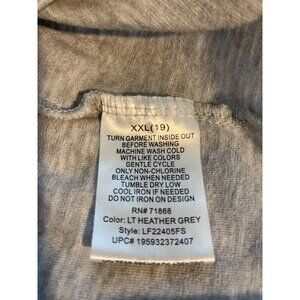 XXL(19)
TURN GARMENT INSIDE OUT
BEFORE WASHING
MACHINE WASH COLD
WITH LIKE COLORS
GENTLE CYCLE
ONLY NON-CHLORINE
BLEACH WHEN NEEDED
TUMBLE DRY LOW
COOL IRON IF NEEDED
DO NOT IRON ON DESIGN
RN# 71868
Color: LT HEATHER GREY
Style: LF22405FS
UPC# 195932372407